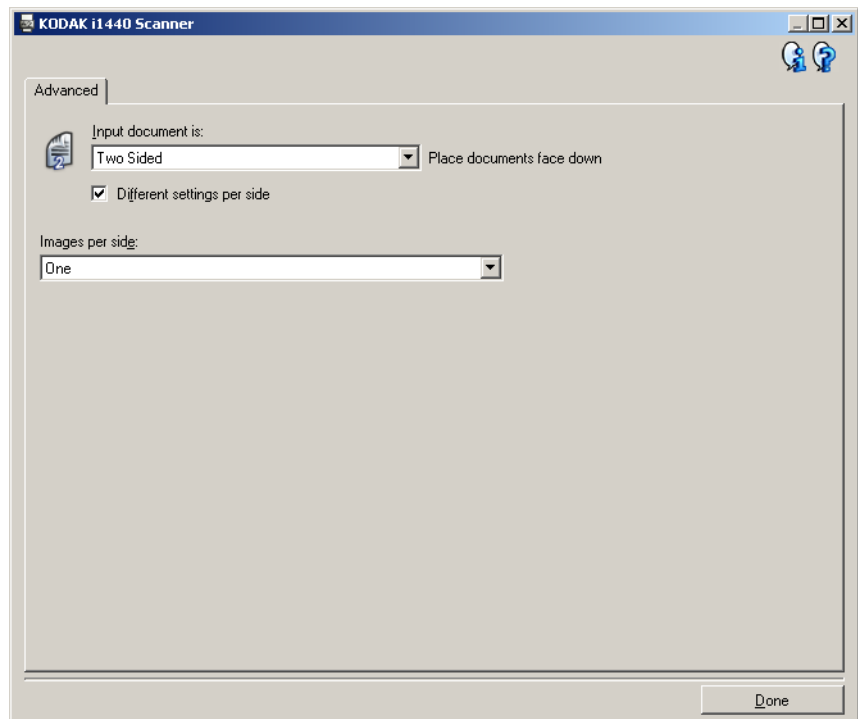 KODAK i1440 Scanner
Advanced
Input document is:
Two Sided
Place documents face down
Different settings per side
Images per side:
One
Done